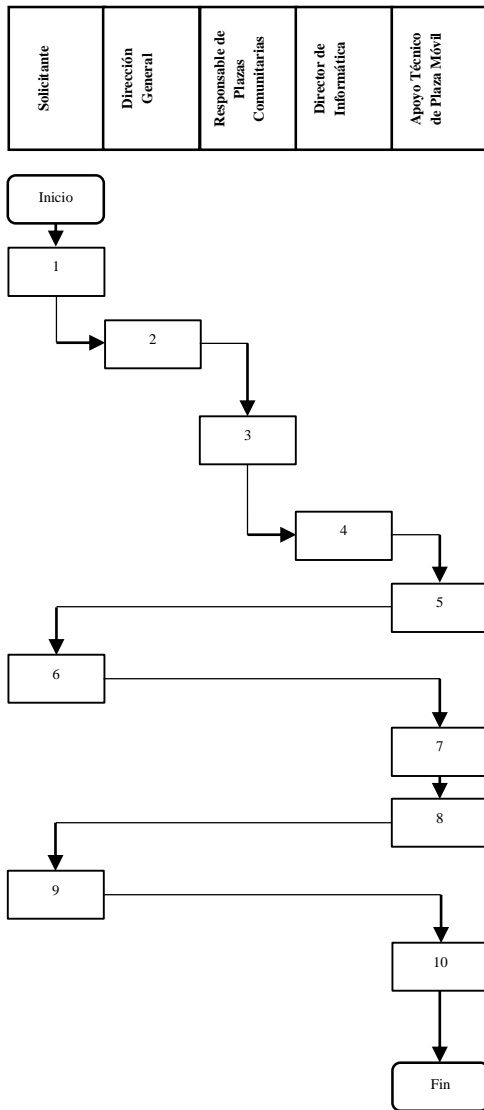 Solicitante
Dirección
General
Responsable de
Plazas
Comunitarias
Director de
Informática
Apoyo Técnico
de Plaza Móvil
Inicio
1
2
3
4
5
6
7
8
9
10
Fin